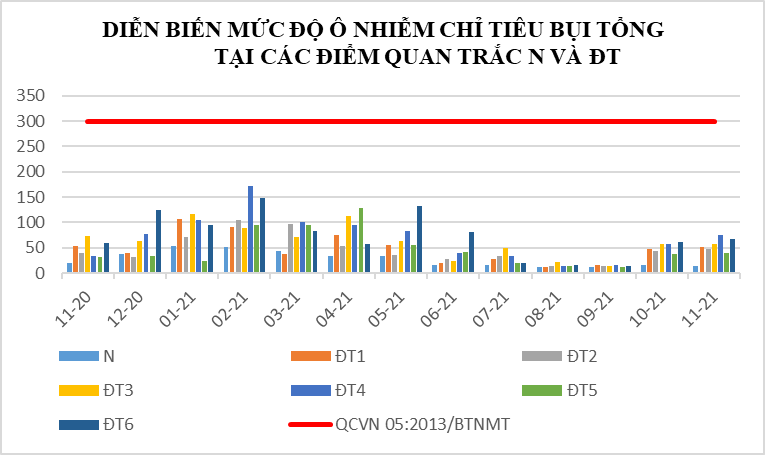 DIỄN BIẾN MỨC ĐỘ Ô NHIỄM CHỈ TIÊU BỤI TỔNG
TẠI CÁC ĐIỂM QUAN TRẮC N VÀ ĐT
350
300
250
200
150
100
50
0
11-20 12-20 01-21 02-21 03-21 04-21 05-21 06-21 07-21 08-21 09-21 10-21 11-21
N ĐT1 ĐT2
ĐT3 ĐT4 ĐT5
ĐT6 QCVN 05:2013/BTNMT